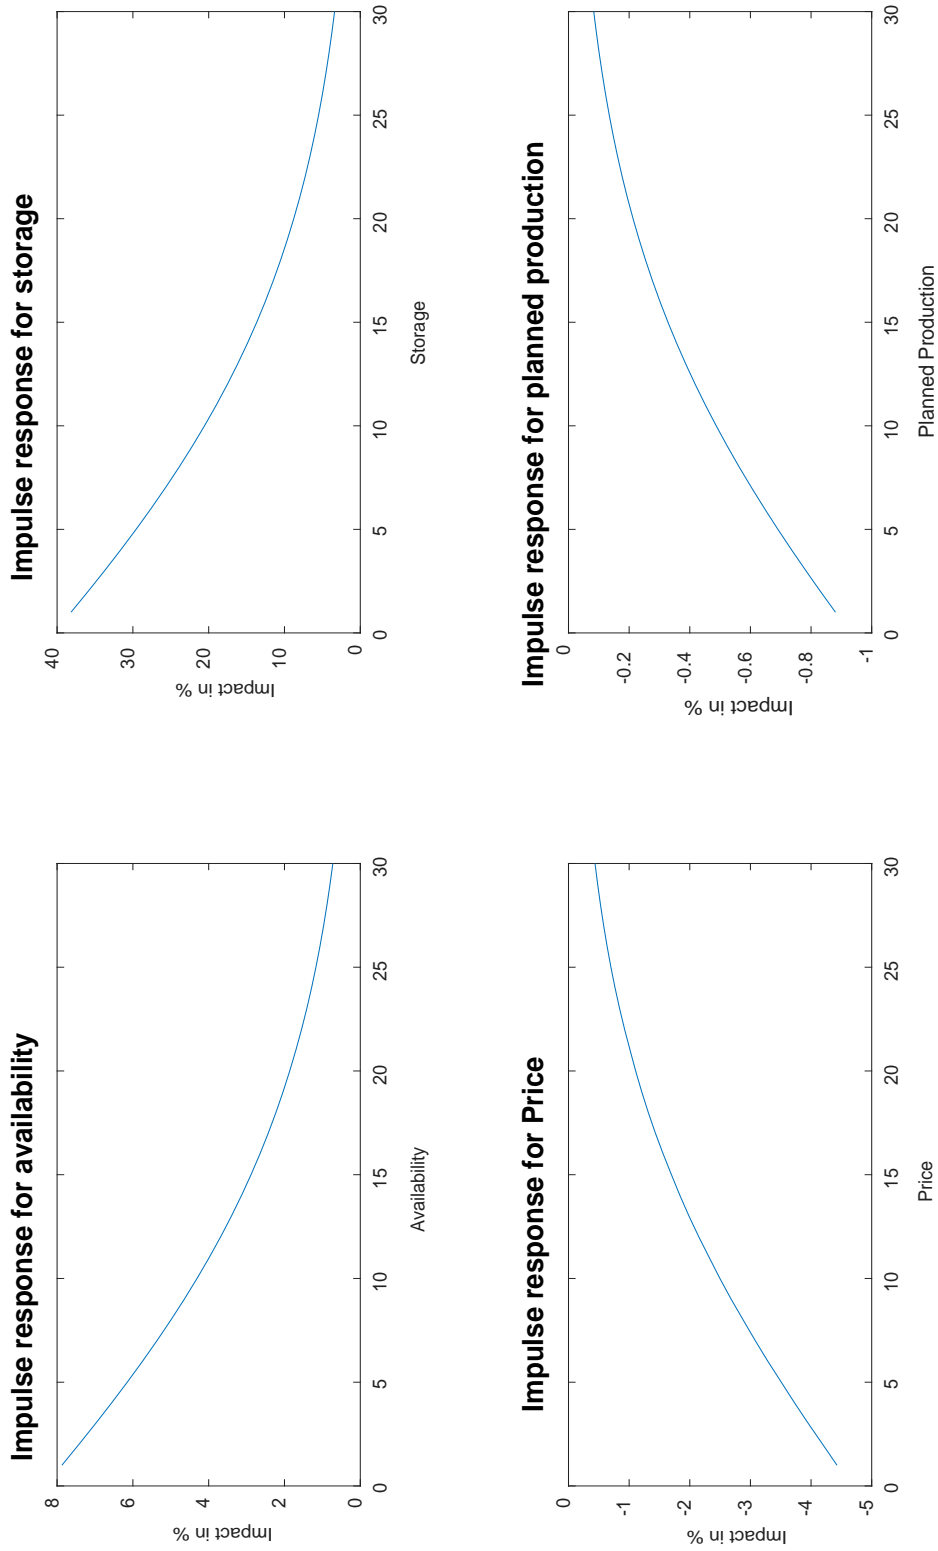 Impulse response for availability
8
6
4
2
0
Impact in %
0 5 10 15 20 25 30
Availability
Impulse response for storage
40
30
20
10
0
Impact in %
0 5 10 15 20 25 30
Storage
Impulse response for Price
0
-1
-2
-3
-4
-5
Impact in %
0 5 10 15 20 25 30
Price
Impulse response for planned production
0
-0.2
-0.4
-0.6
-0.8
-1
Impact in %
0 5 10 15 20 25 30
Planned Production